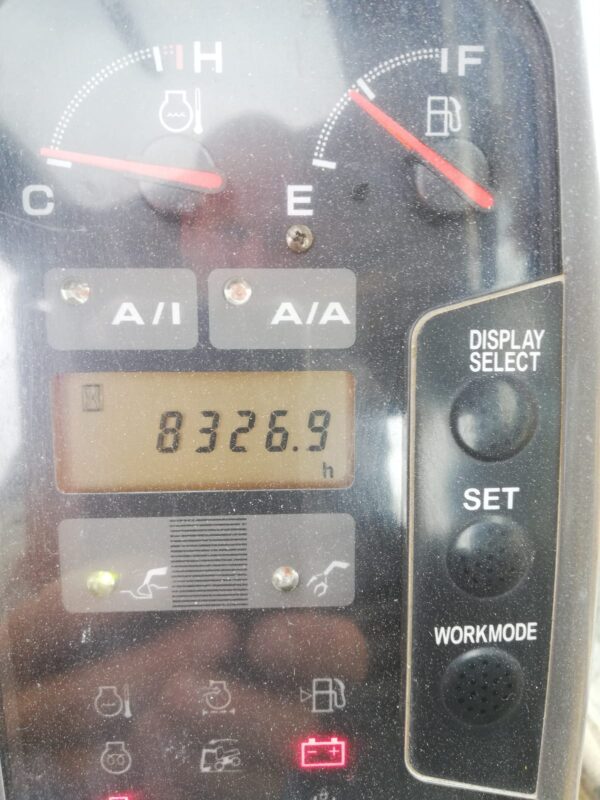 H F
C E
A/I A/A
DISPLAY
SELECT
8326.9
h
SET
WORKMODE
- +